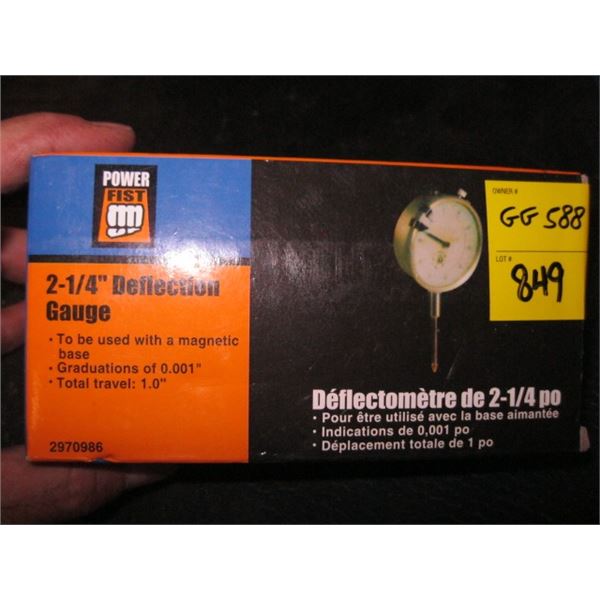 POWER
FIST
2-1/4" Deflection
Gauge
• To be used with a magnetic
base
• Graduations of 0.001"
• Total travel: 1.0"
2970986
OWNER #
GG 588
LOT #
849
Déflectomètre de 2-1/4 po
• Pour être utilisé avec la base aimantée
• Indications de 0,001 po
• Déplacement totale de 1 po